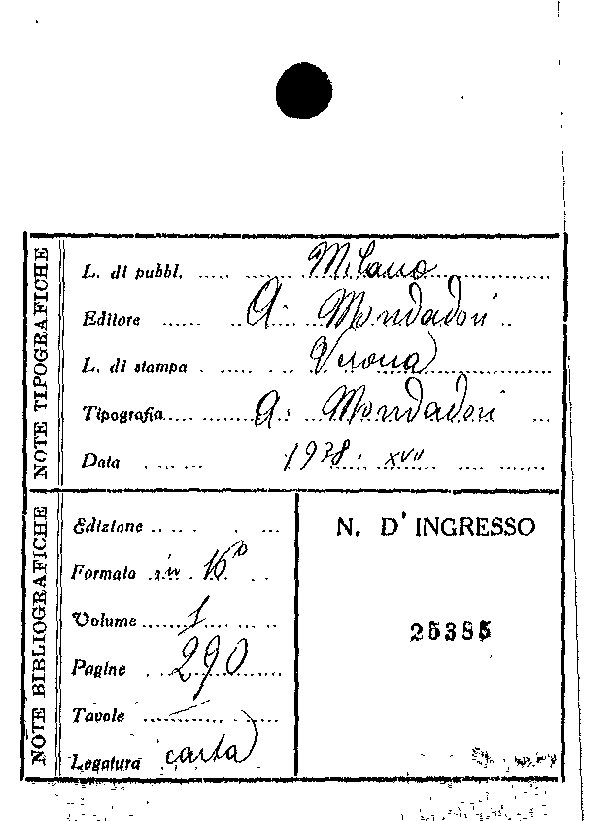 NOTE TIPOGRAFICHE
L. di pubbl. Milano
Editore A. Mondadori
L. di stampa Verona
Tipografia A. Mondadori
Data 1938. XVII
NOTE BIBLIOGRAFICHE
Edizione
Formato in 16°
Volume 1
Pagine 290
Tavole
Legatura carta
N. D'INGRESSO
25385